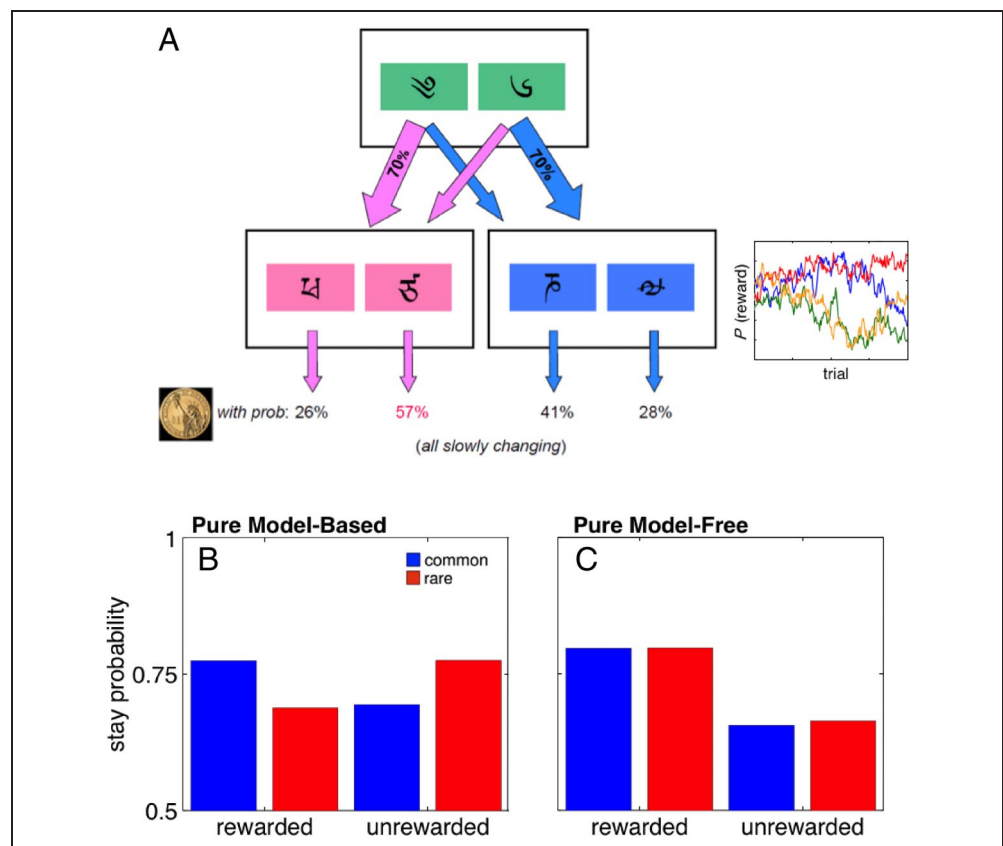 A
70%
70%
P (reward)
trial
with prob: 26% 57% 41% 28%
(all slowly changing)
Pure Model-Based
Pure Model-Free
B
C
common
rare
stay probability
1
0.75
0.5
rewarded unrewarded
rewarded unrewarded